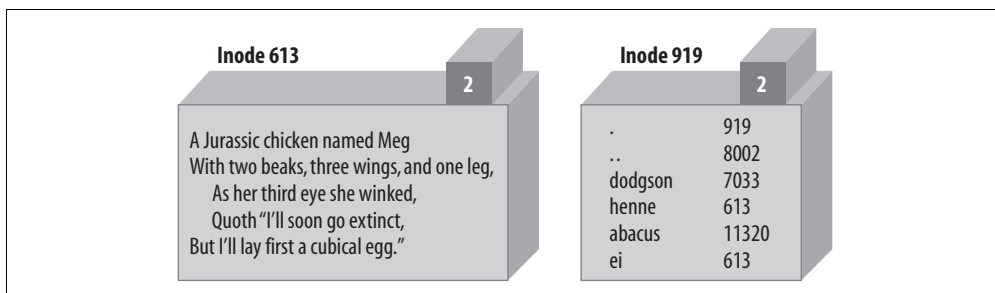 Inode 613
2
A Jurassic chicken named Meg
With two beaks, three wings, and one leg,
As her third eye she winked,
Quoth “I’ll soon go extinct,
But I’ll lay first a cubical egg.”
Inode 919
2
. 919
.. 8002
dodgson 7033
henne 613
abacus 11320
ei 613